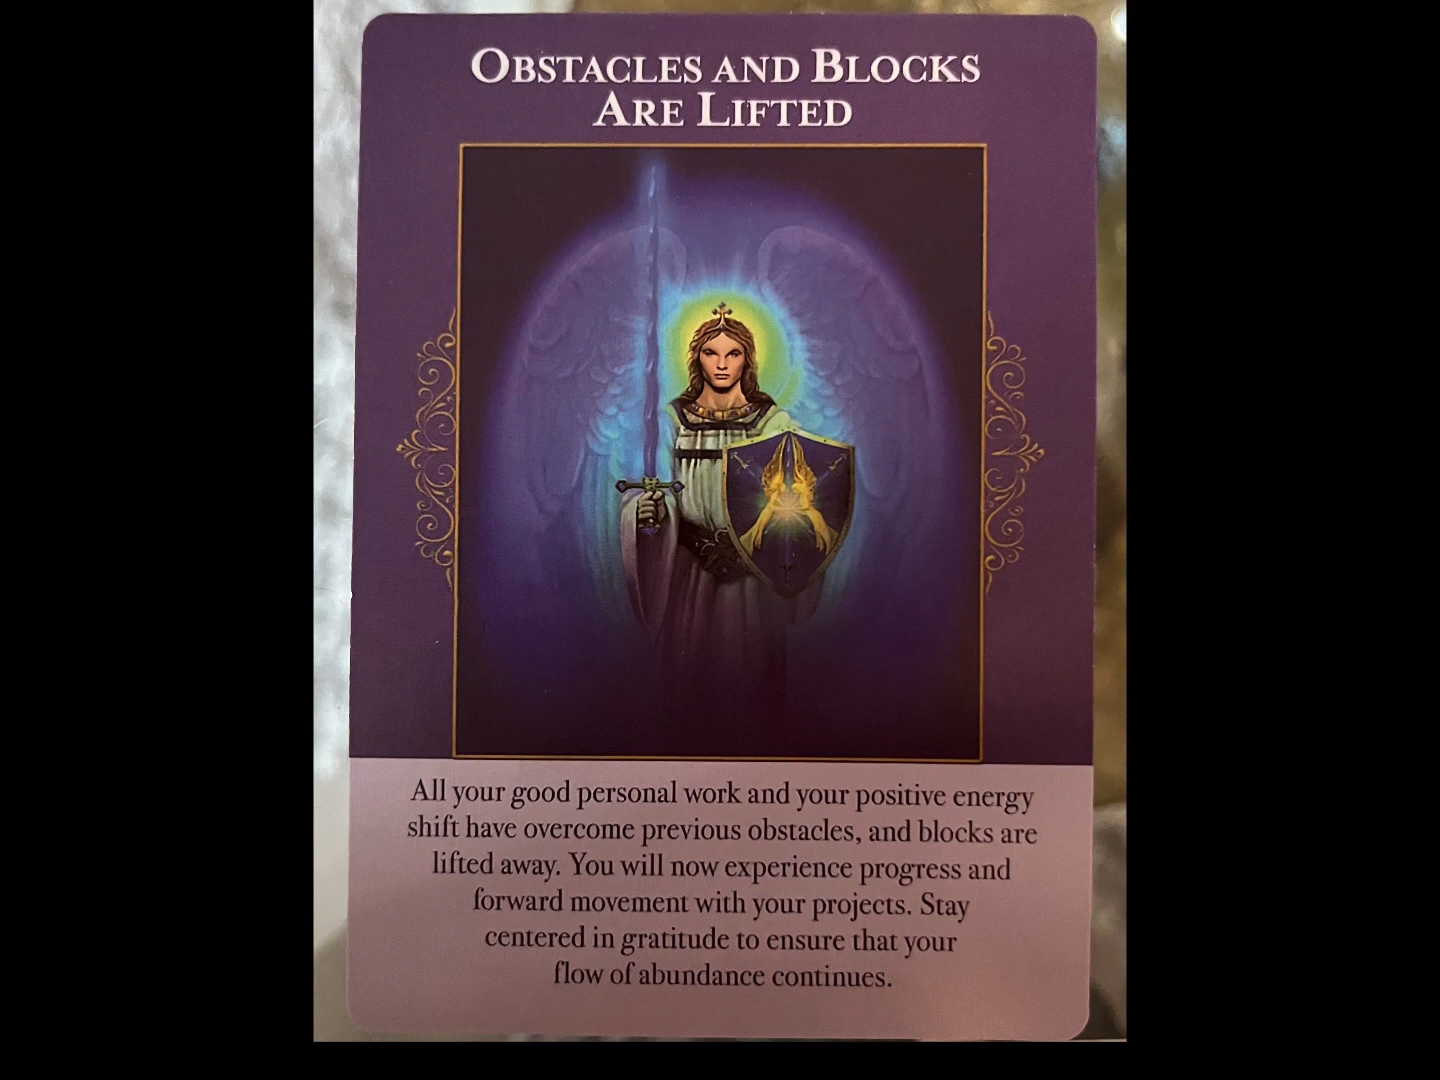 OBSTACLES AND BLOCKS
ARE LIFTED
All your good personal work and your positive energy
shift have overcome previous obstacles, and blocks are
lifted away. You will now experience progress and
forward movement with your projects. Stay
centered in gratitude to ensure that your
flow of abundance continues.